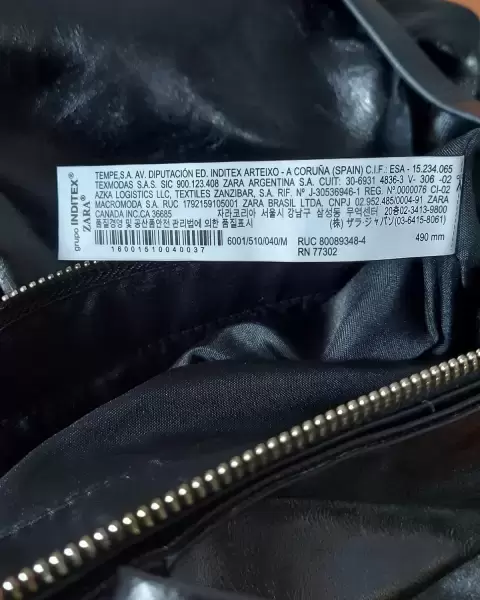 grupo INDITEX®
ZARA®
TEMPE,S.A. AV. DIPUTACIÓN ED. INDITEX ARTEIXO - A CORUÑA (SPAIN) C.I.F.: ESA - 15.234.065
TEXMODAS S.A.S. SIC 900.123.408 ZARA ARGENTINA S.A. CUIT: 30-6931 4836-3 V- 306 -02
AZKA LOGISTICS LLC, TEXTILES ZANZIBAR, S.A. RIF. Nº J-30536946-1 REG. Nº.0000076 CI-02
MACROMODA S.A. RUC 1792159105001 ZARA BRASIL LTDA, CNPJ 02.952.485/0004-91 ZARA
CANADA INC.CA 36685 자라코리아 서울시 강남구 삼성동 무역센터 20층02-3413-9800
품질경영 및 공산품안전 관리법에 의한 품질표시 (株) ザラ・ジャパン(03-6415-8061)
6001/510/040/M RUC 80089348-4 490 mm
16001510040037 RN 77302